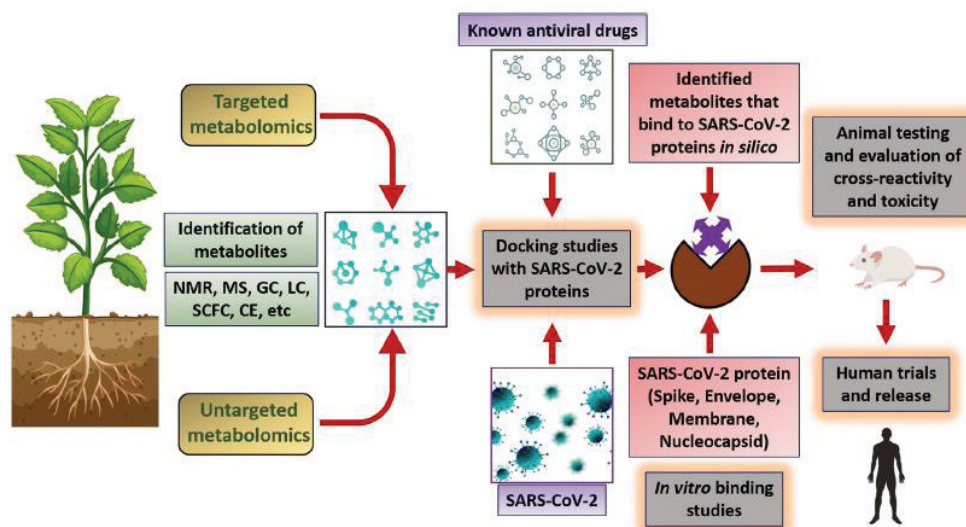 Known antiviral drugs
Targeted
metabolomics
Identified
metabolites that
bind to SARS-CoV-2
proteins in silico
Animal testing
and evaluation of
cross-reactivity
and toxicity
Identification of
metabolites
NMR, MS, GC, LC,
SCFC, CE, etc
Docking studies
with SARS-CoV-2
proteins
Untargeted
metabolomics
SARS-CoV-2
SARS-CoV-2 protein
(Spike, Envelope,
Membrane,
Nucleocapsid)
In vitro binding
studies
Human trials
and release